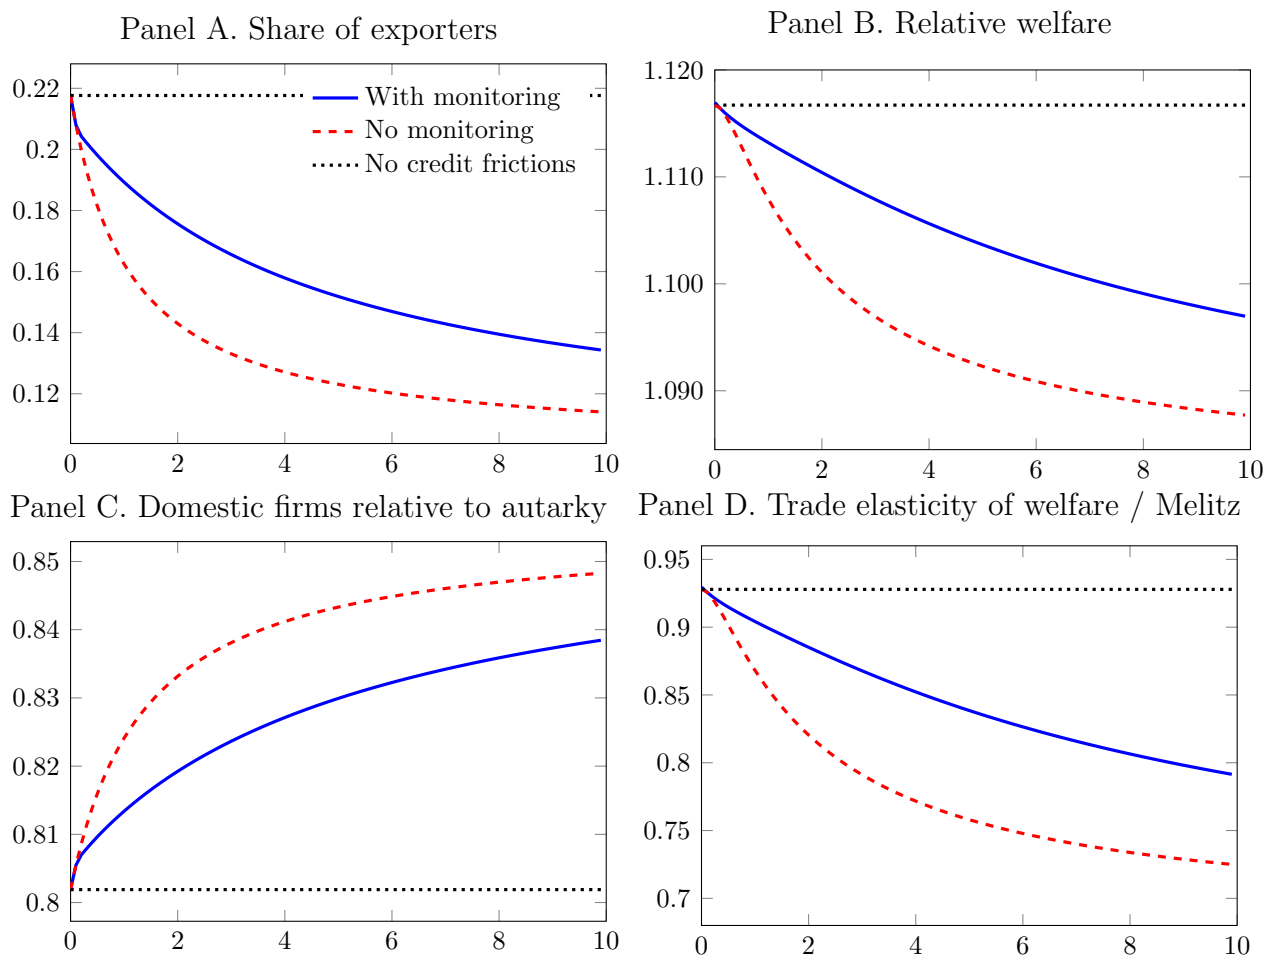 Panel A. Share of exporters
0.22
0.2
0.18
0.16
0.14
0.12
0 2 4 6 8 10
With monitoring
No monitoring
No credit frictions
Panel B. Relative welfare
1.120
1.110
1.100
1.090
0 2 4 6 8 10
Panel C. Domestic firms relative to autarky
0.85
0.84
0.83
0.82
0.81
0.8
0 2 4 6 8 10
Panel D. Trade elasticity of welfare / Melitz
0.95
0.9
0.85
0.8
0.75
0.7
0 2 4 6 8 10